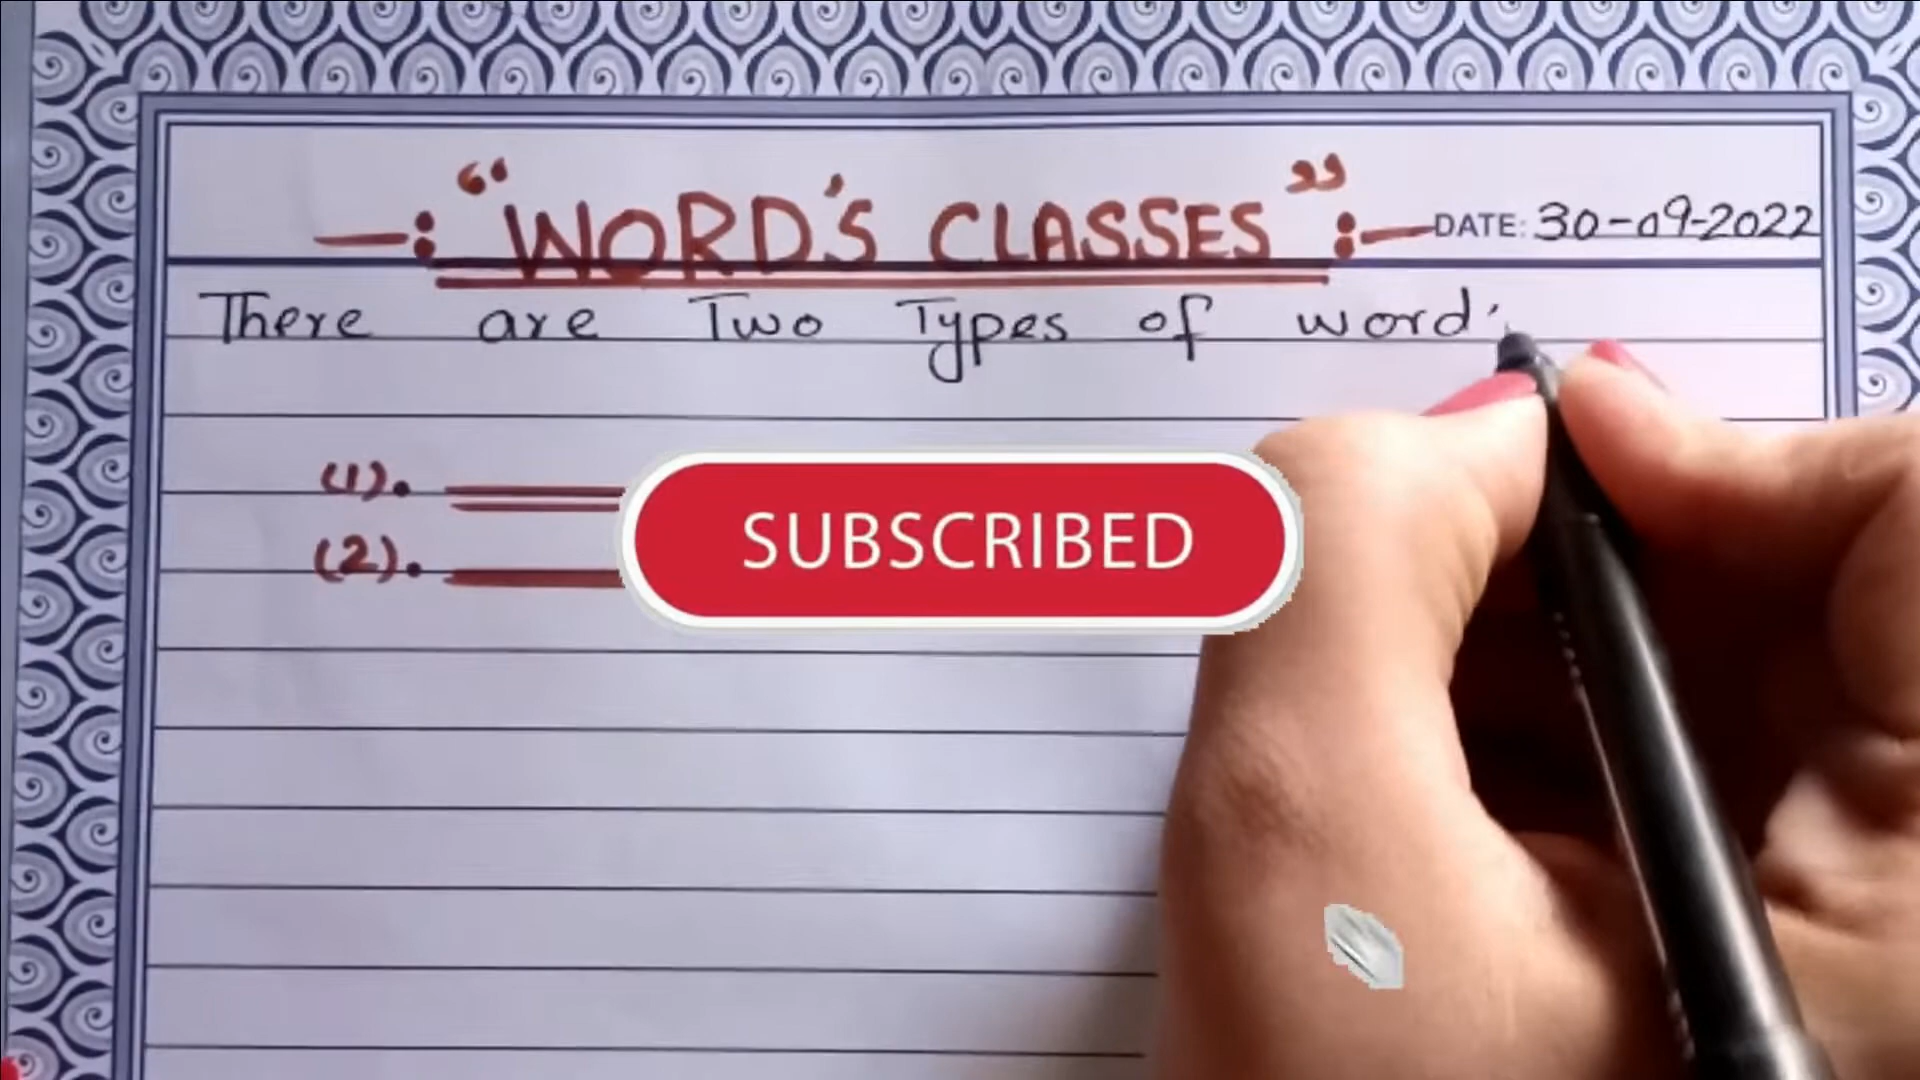 —: “WORD'S CLASSES” :—
DATE: 30-09-2022
There are Two Types of word:
(1).
(2).
SUBSCRIBED